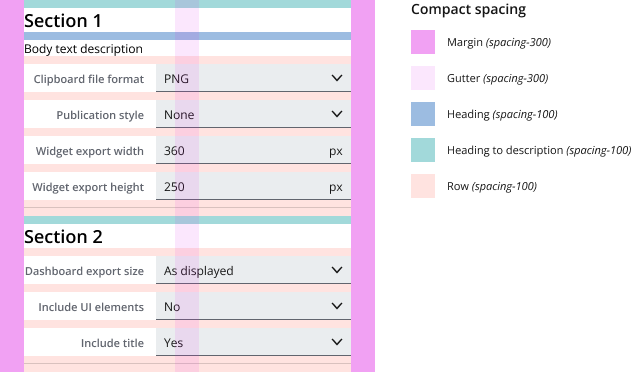 Section 1
Body text description
Clipboard file format PNG
Publication style None
Widget export width 360 px
Widget export height 250 px
Section 2
Dashboard export size As displayed
Include UI elements No
Include title Yes
Compact spacing
Margin (spacing-300)
Gutter (spacing-300)
Heading (spacing-100)
Heading to description (spacing-100)
Row (spacing-100)